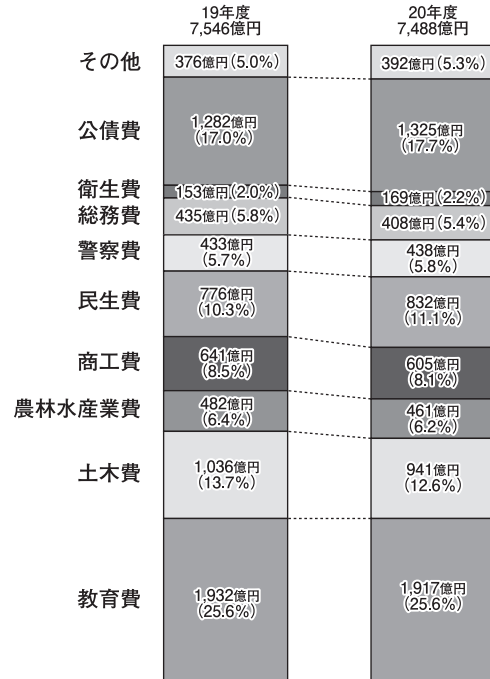 19年度
7,546億円
20年度
7,488億円
その他
376億円(5.0%)
392億円(5.3%)
公債費
1,282億円
(17.0%)
1,325億円
(17.7%)
衛生費
153億円(2.0%)
169億円(2.2%)
総務費
435億円(5.8%)
408億円(5.4%)
警察費
433億円
(5.7%)
438億円
(5.8%)
民生費
776億円
(10.3%)
832億円
(11.1%)
商工費
641億円
(8.5%)
605億円
(8.1%)
農林水産業費
482億円
(6.4%)
461億円
(6.2%)
土木費
1,036億円
(13.7%)
941億円
(12.6%)
教育費
1,932億円
(25.6%)
1,917億円
(25.6%)